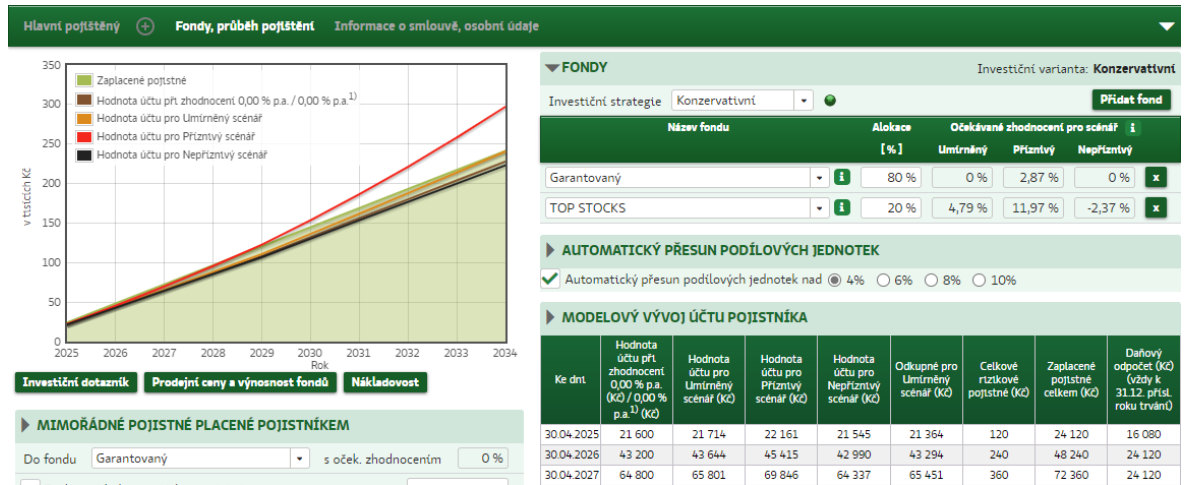 Hlavní pojištěný Fondy, průběh pojištění Informace o smlouvě, osobní údaje
350
300
250
200
150
100
50
0
v tisících Kč
Zaplacené pojistné
Hodnota účtu při zhodnocení 0,00 % p.a. / 0,00 % p.a.1)
Hodnota účtu pro Umírněný scénář
Hodnota účtu pro Příznivý scénář
Hodnota účtu pro Nepříznivý scénář
2025 2026 2027 2028 2029 2030 2031 2032 2033 2034
Rok
Investiční dotazník Prodejní ceny a výnosnost fondů Nákladovost
MIMOŘÁDNÉ POJISTNÉ PLACENÉ POJISTNÍKEM
Do fondu Garantovaný s oček. zhodnocením 0 %
FONDY Investiční varianta: Konzervativní
Investiční strategie Konzervativní Přidat fond
Název fondu Alokace Očekávané zhodnocení pro scénář i
[%] Umírněný Příznivý Nepříznivý
Garantovaný i 80 % 0 % 2,87 % 0 % x
TOP STOCKS i 20 % 4,79 % 11,97 % -2,37 % x
AUTOMATICKÝ PŘESUN PODÍLOVÝCH JEDNOTEK
Automatický přesun podílových jednotek nad 4% 6% 8% 10%
MODELOVÝ VÝVOJ ÚČTU POJISTNÍKA
Ke dni
Hodnota
účtu při
zhodnocení
0,00 % p.a.
(Kč) / 0,00 %
p.a.1) (Kč)
Hodnota
účtu pro
Umírněný
scénář (Kč)
Hodnota
účtu pro
Příznivý
scénář (Kč)
Hodnota
účtu pro
Nepříznivý
scénář (Kč)
Odkupné pro
Umírněný
scénář (Kč)
Celkové
rizikové
pojistné (Kč)
Zaplacené
pojistné
celkem (Kč)
Daňový
odpočet (Kč)
(vždy k
31.12. přísl.
roku trvání)
30.04.2025 21 600 21 714 22 161 21 545 21 364 120 24 120 16 080
30.04.2026 43 200 43 644 45 415 42 990 43 294 240 48 240 24 120
30.04.2027 64 800 65 801 69 846 64 337 65 451 360 72 360 24 120